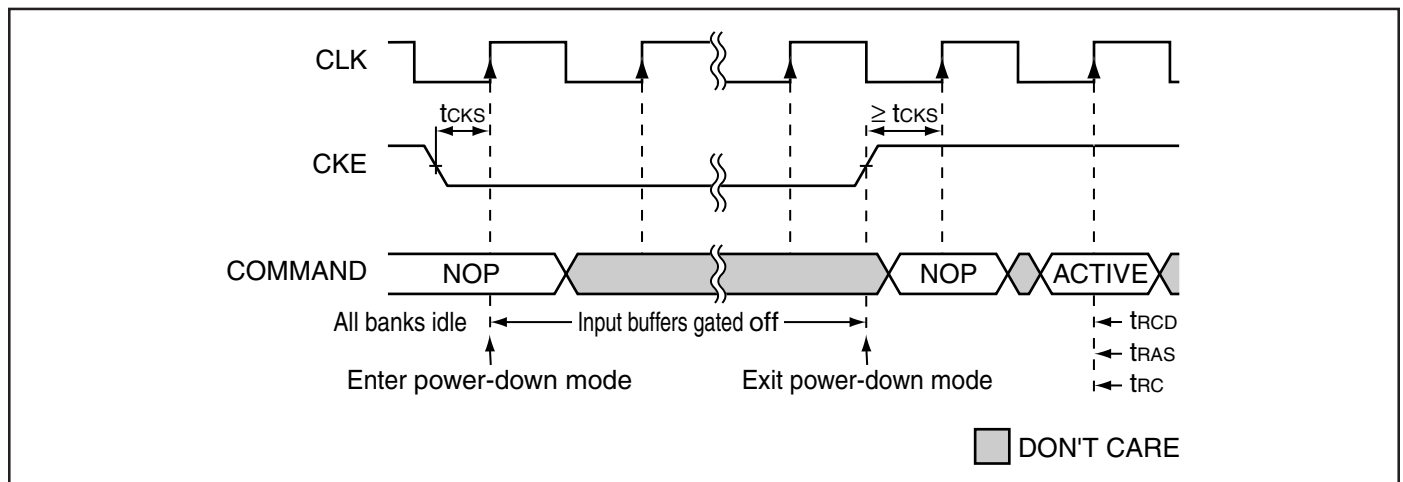 CLK
tCKS
≥ tCKS
CKE
COMMAND
NOP
NOP
ACTIVE
All banks idle
Input buffers gated off
tRCD
tRAS
Enter power-down mode
Exit power-down mode
tRC
DON'T CARE